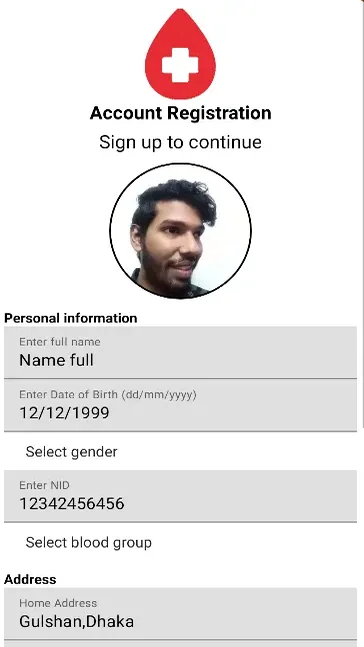 Account Registration
Sign up to continue
Personal information
Enter full name
Name full
Enter Date of Birth (dd/mm/yyyy)
12/12/1999
Select gender
Enter NID
12342456456
Select blood group
Address
Home Address
Gulshan,Dhaka